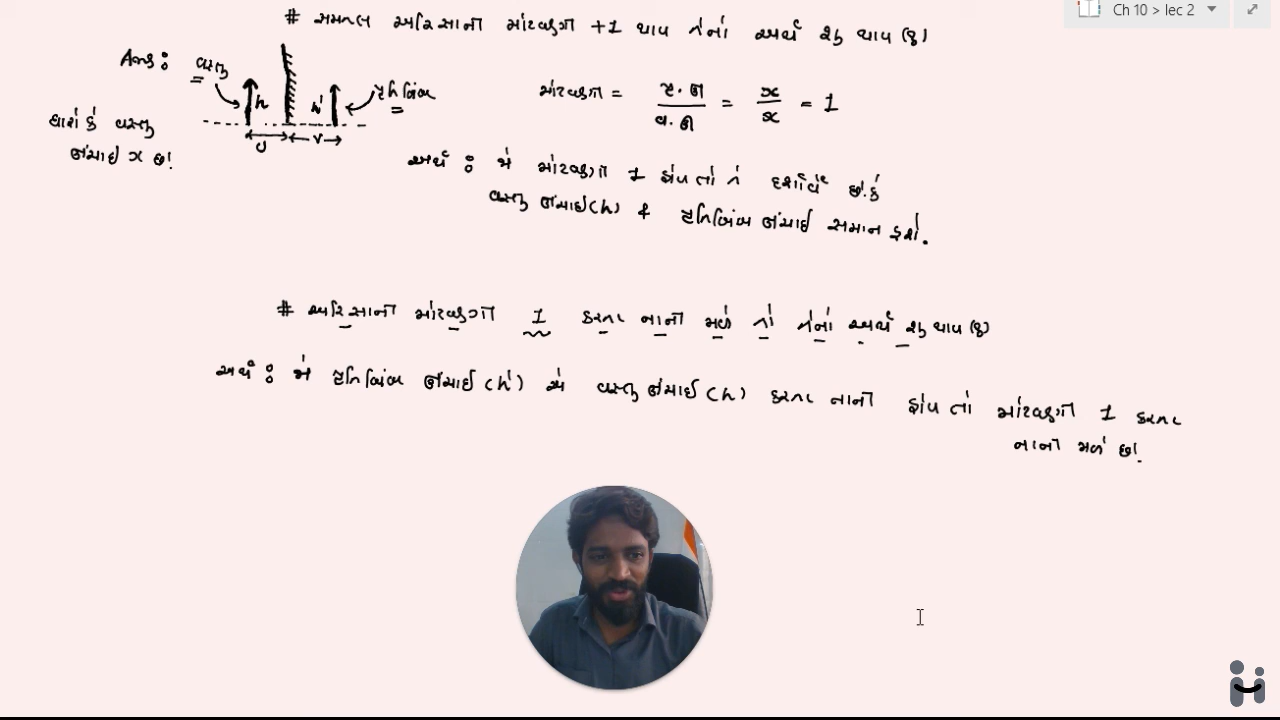 Ch 10 > lec 2
# સમતલ અરિસાની મોટવણી +1 થાય તેનો અર્થ શું થાય (?)
Ans: વસ્તુ
h
h'
પ્રતિબિંબ
U
V
ધારો કે વસ્તુ
ઊંચાઈ x છે!
મોટવણી = પ્ર.ઊ / વ.ઊ = x / x = 1
અર્થ : જો મોટવણી 1 હોય તો તે દર્શાવે છે.કે
વસ્તુ ઊંચાઈ(h) & પ્રતિબિંબ ઊંચાઈ સમાન હશે.
# અરિસાની મોટવણી 1 કરતા નાની મળે તો તેનો અર્થ શું થાય (?)
અર્થ : જો પ્રતિબિંબ ઊંચાઈ (h') એ વસ્તુ ઊંચાઈ (h) કરતા નાની હોય તો મોટવણી 1 કરતા
નાની મળે છે!